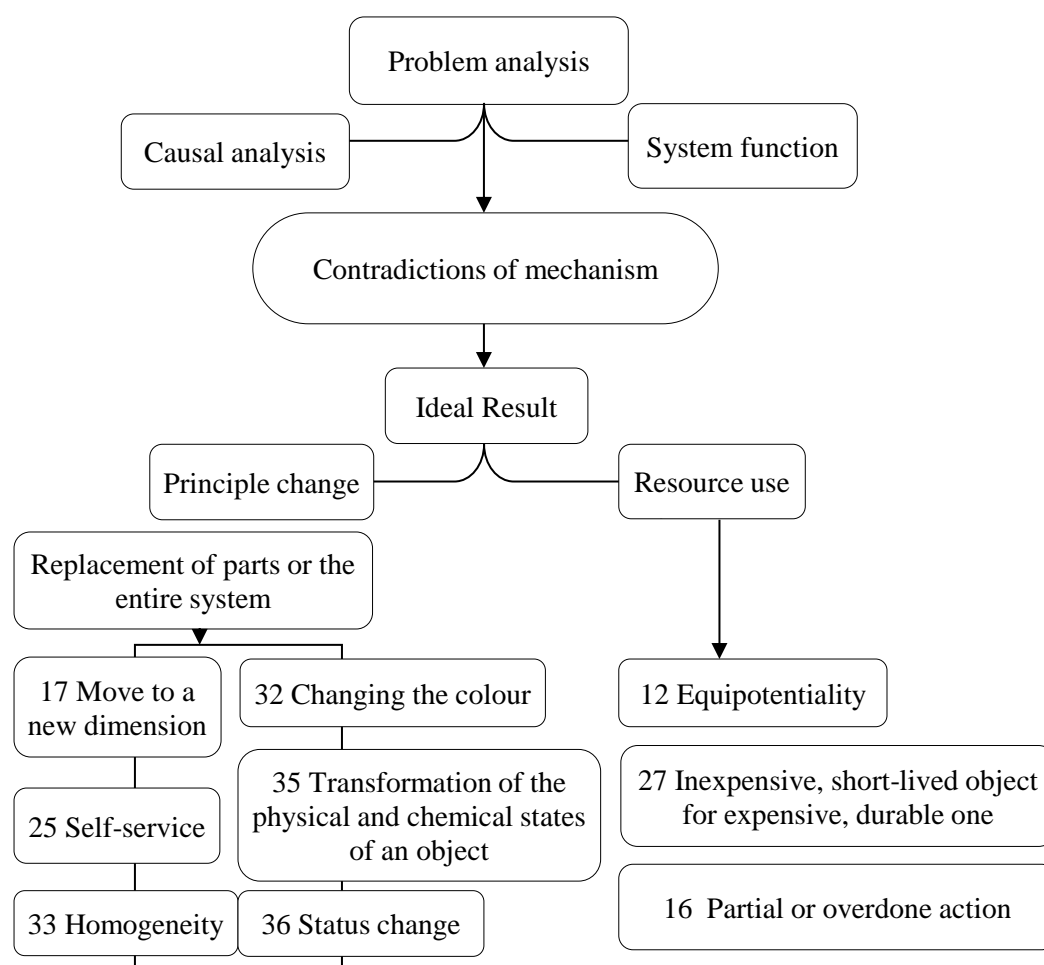 Problem analysis
Causal analysis
System function
Contradictions of mechanism
Ideal Result
Principle change
Resource use
Replacement of parts or the
entire system
17 Move to a
new dimension
32 Changing the colour
12 Equipotentiality
35 Transformation of the
physical and chemical states
of an object
27 Inexpensive, short-lived object
for expensive, durable one
25 Self-service
33 Homogeneity
36 Status change
16 Partial or overdone action